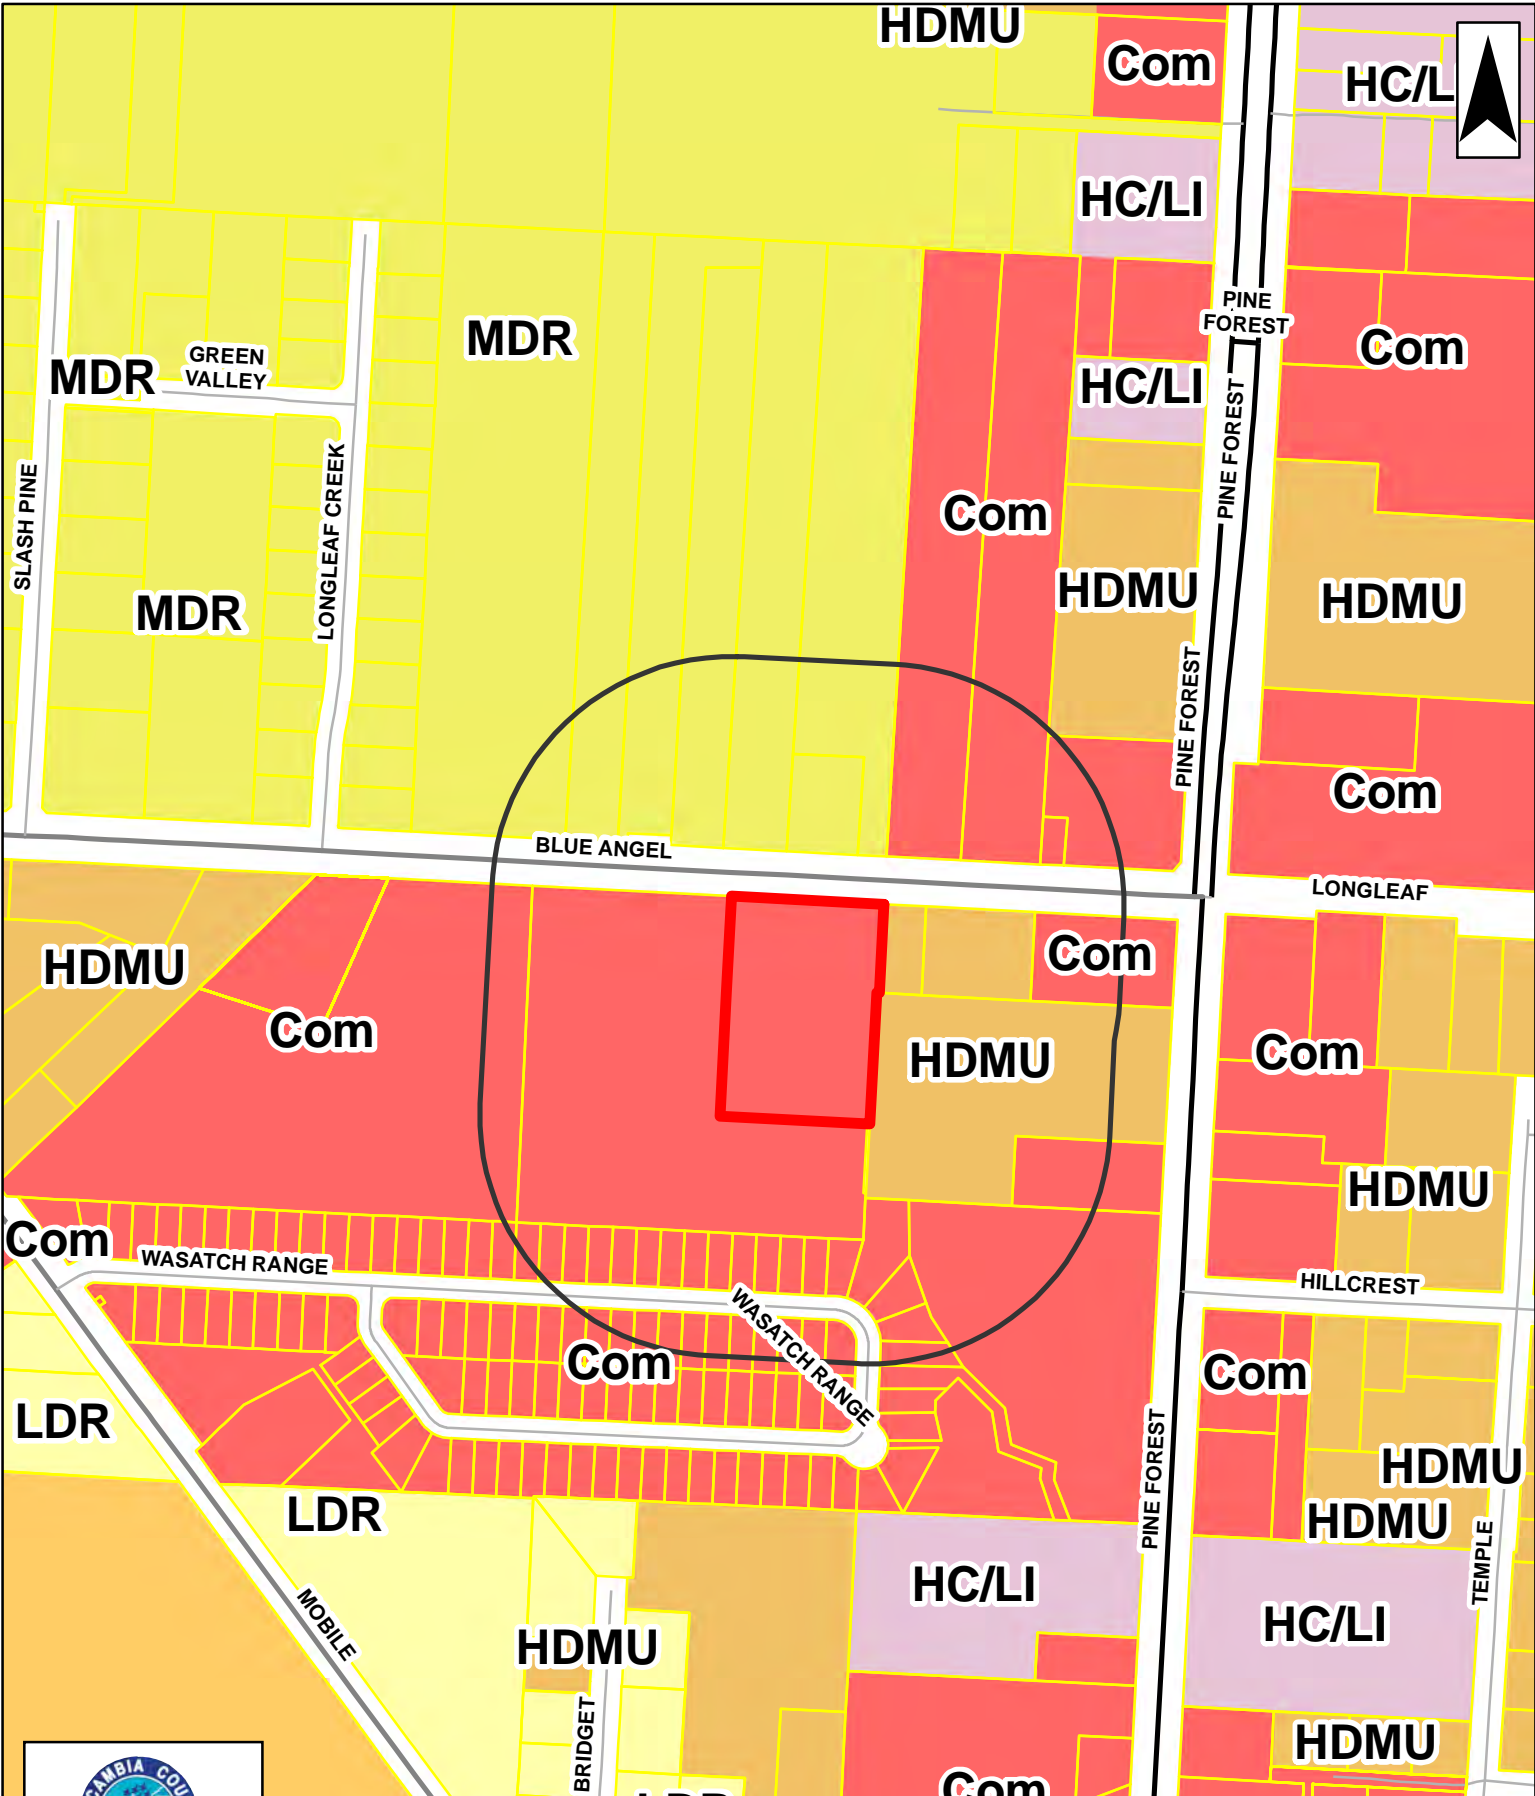 HDMU
Com
HC/L
HC/LI
PINE
FOREST
MDR
Com
GREEN
VALLEY
MDR
HC/LI
PINE FOREST
SLASH PINE
LONGLEAF CREEK
Com
HDMU
HDMU
MDR
PINE FOREST
Com
BLUE ANGEL
LONGLEAF
HDMU
Com
Com
HDMU
Com
HDMU
Com
WASATCH RANGE
HILLCREST
WASATCH RANGE
Com
Com
LDR
PINE FOREST
HDMU
LDR
HDMU
TEMPLE
HC/LI
HC/LI
MOBILE
HDMU
BRIDGET
HDMU
AMBIA COU
Com